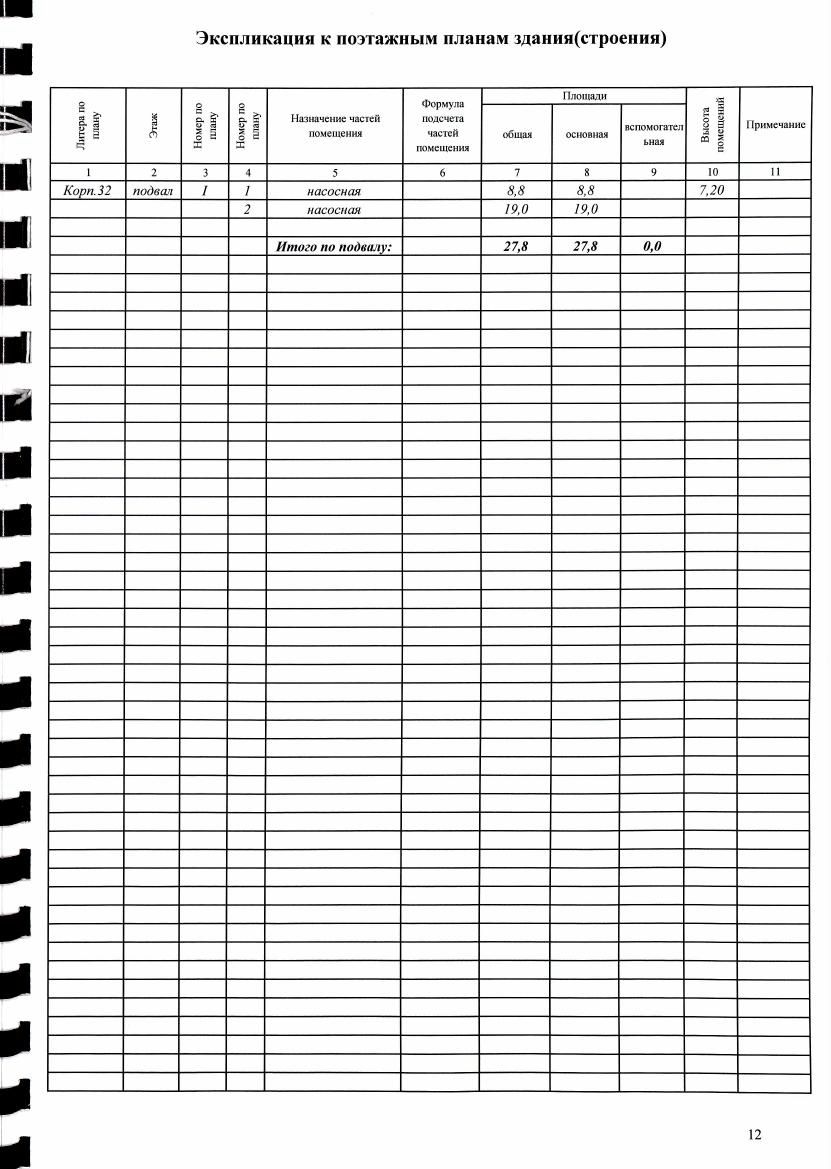 Экспликация к поэтажным планам здания(строения)
Литера по плану
Этаж
Номер по плану
Номер по плану
Назначение частей помещения
Формула подсчета частей помещения
Площади
общая
основная
вспомогательная
Высота помещений
Примечание
1 2 3 4 5 6 7 8 9 10 11
Корп.32 подвал I 1 насосная 8,8 8,8 7,20
2 насосная 19,0 19,0
Итого по подвалу: 27,8 27,8 0,0
12